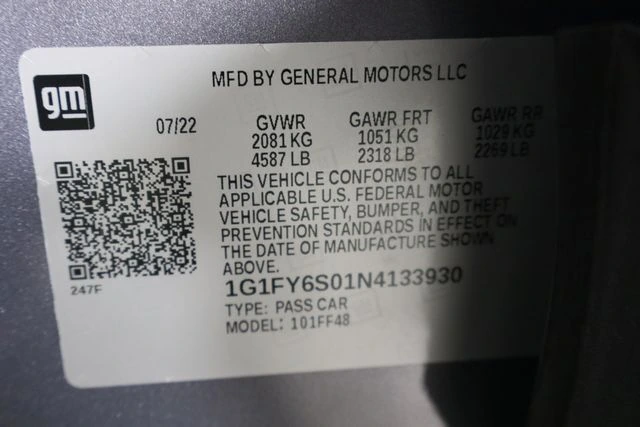 gm
MFD BY GENERAL MOTORS LLC
07/22 GVWR GAWR FRT GAWR RR
2081 KG 1051 KG 1029 KG
4587 LB 2318 LB 2269 LB
THIS VEHICLE CONFORMS TO ALL
APPLICABLE U.S. FEDERAL MOTOR
VEHICLE SAFETY, BUMPER, AND THEFT
PREVENTION STANDARDS IN EFFECT ON
THE DATE OF MANUFACTURE SHOWN
ABOVE.
247F
1G1FY6S01N4133930
TYPE: PASS CAR
MODEL: 101FF48